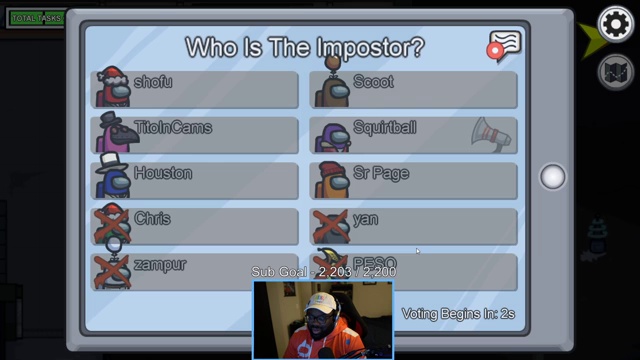 TOTAL TASKS
Who Is The Impostor?
shofu
Scoot
TitoInCams
Squirtball
Houston
Sr Page
Chris
yan
zampur
PESO
Sub Goal - 2,203 / 2,200
Voting Begins In: 2s